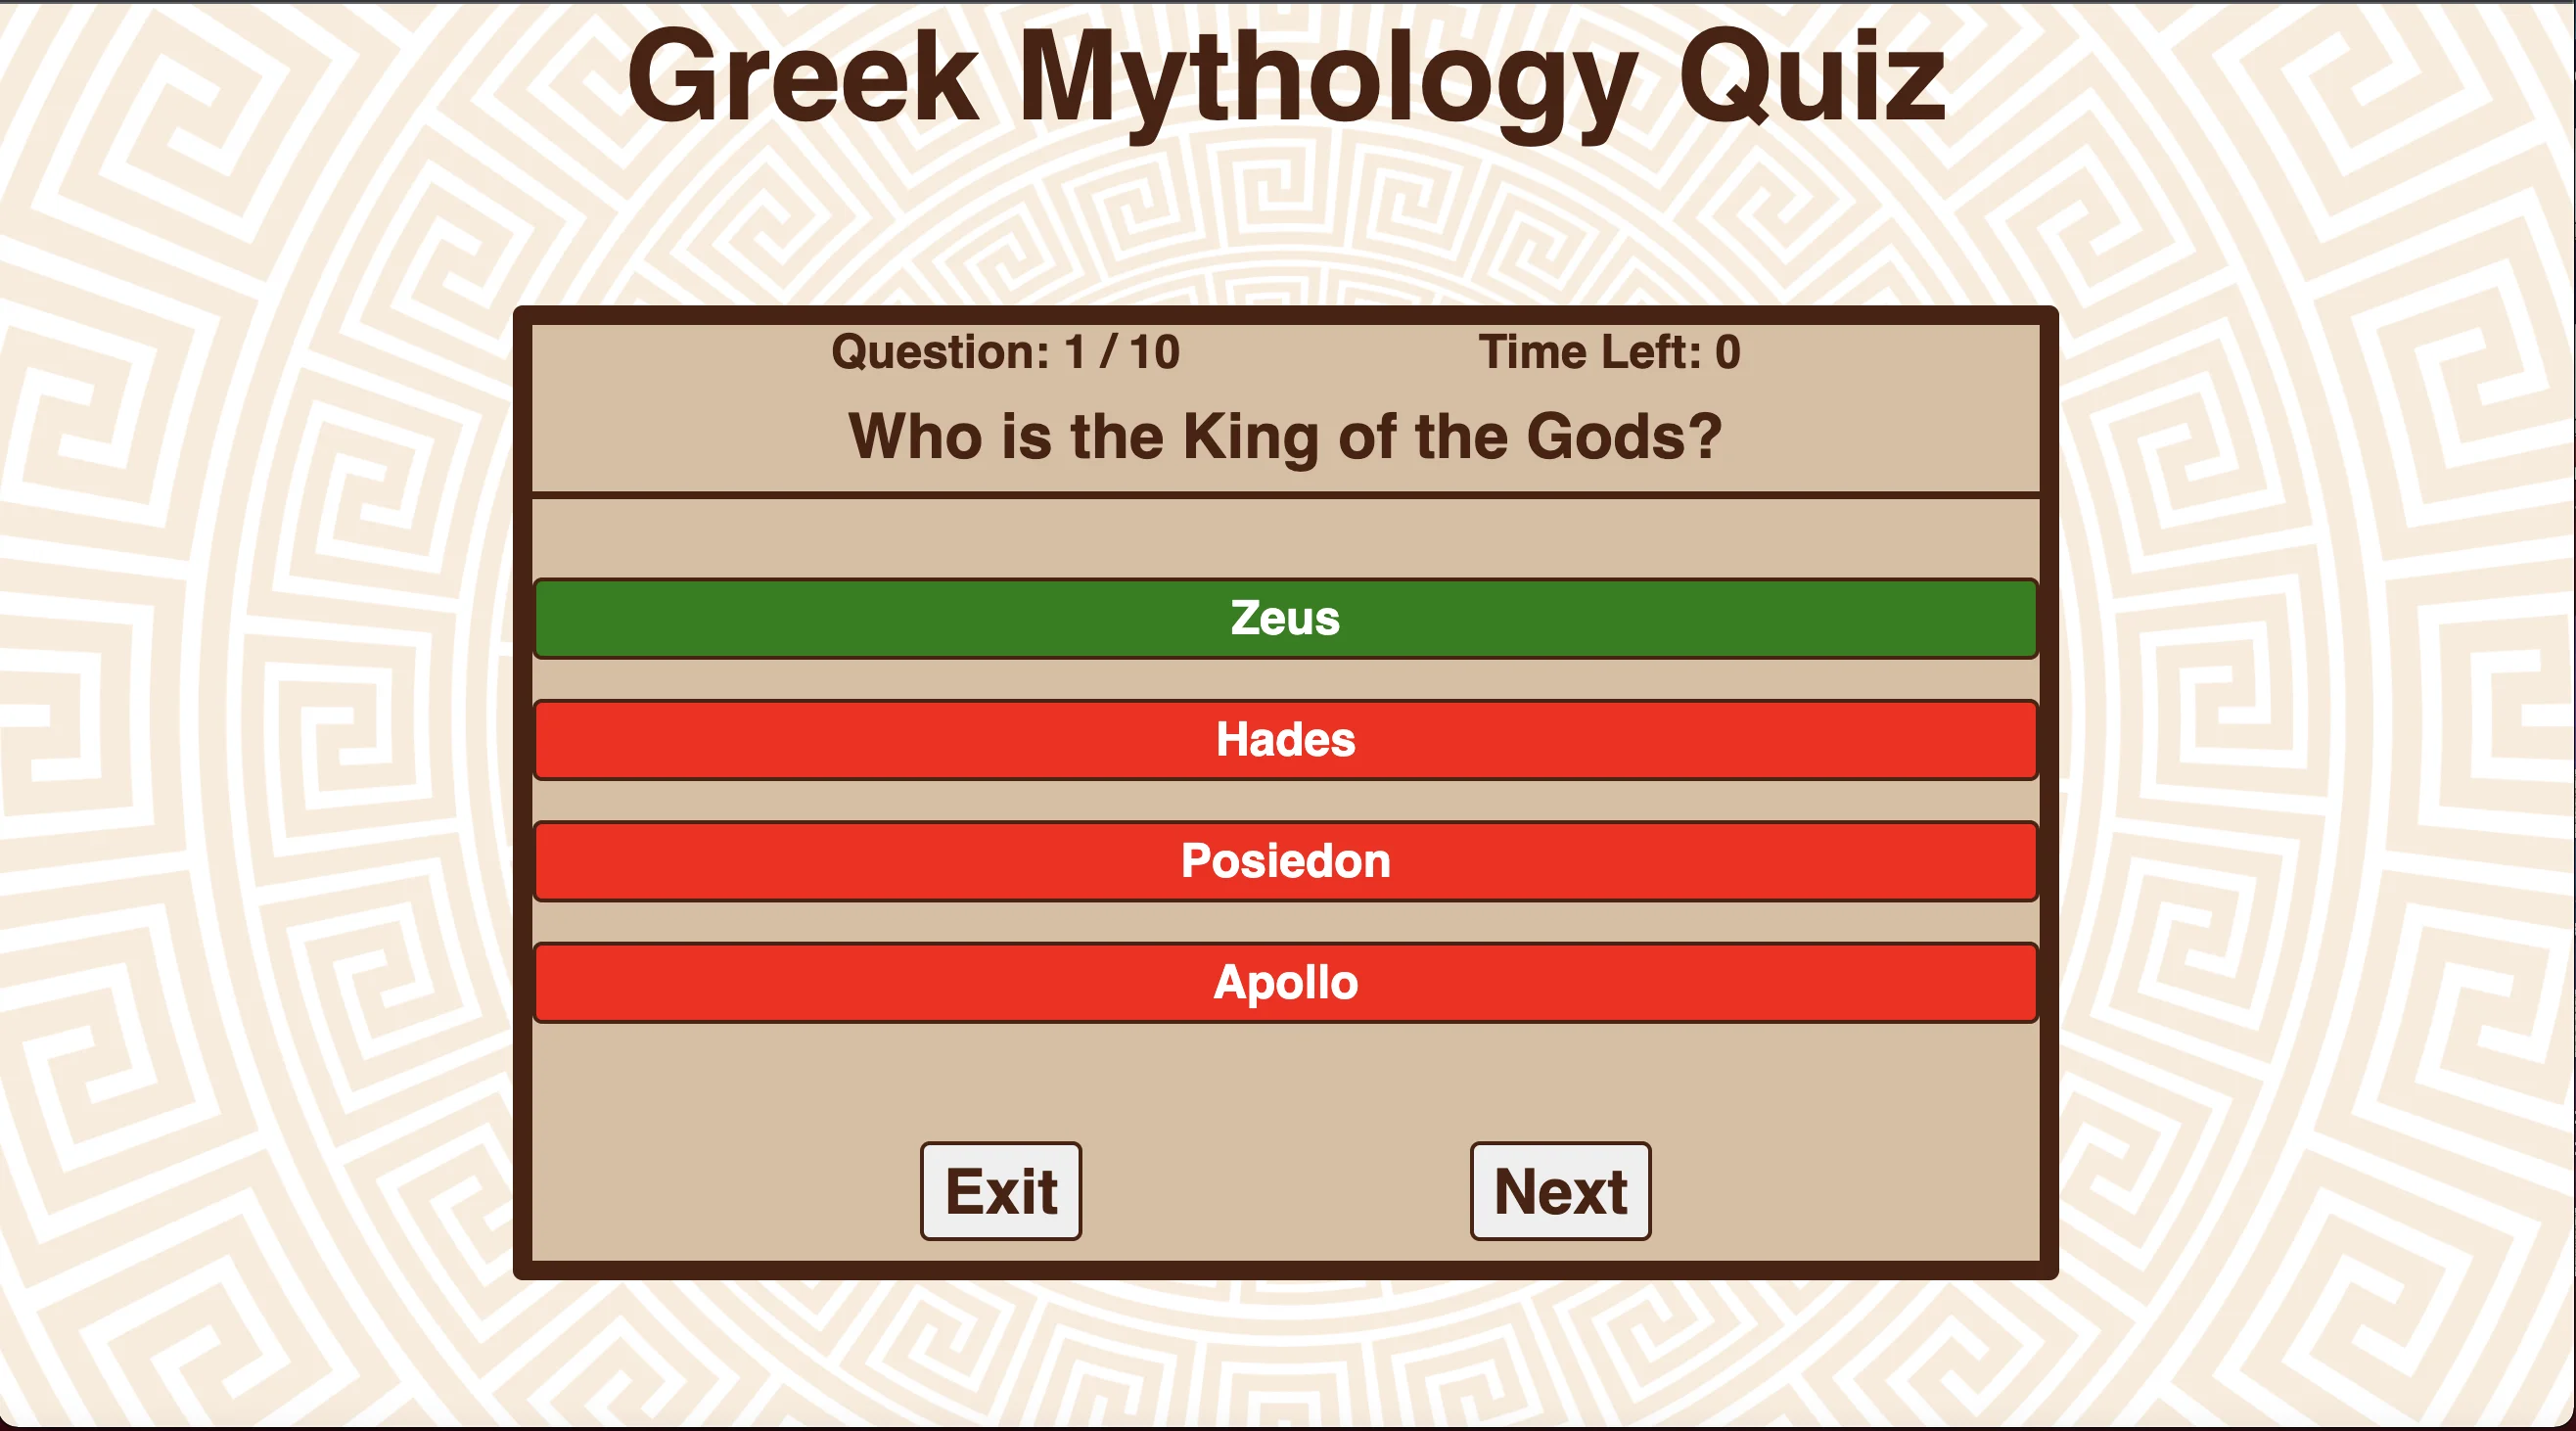 Greek Mythology Quiz
Question: 1 / 10 Time Left: 0
Who is the King of the Gods?
Zeus
Hades
Posiedon
Apollo
Exit Next